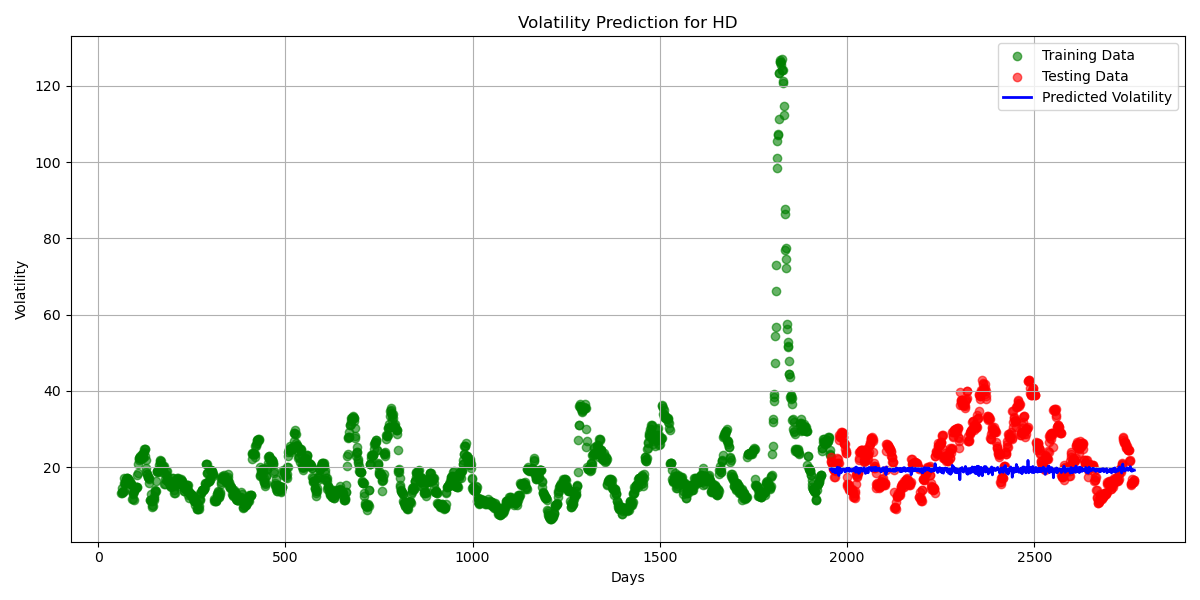 Volatility Prediction for HD
Training Data
Testing Data
Predicted Volatility
Volatility
120
100
80
60
40
20
0
500
1000
1500
2000
2500
Days